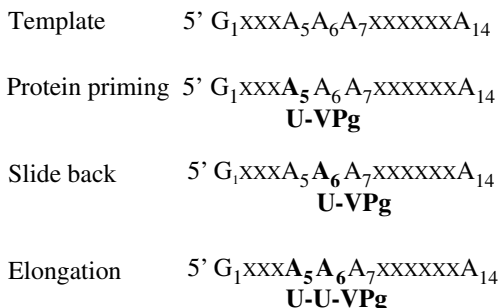 Template 5’ G₁xxxA₅A₆A₇xxxxxxA₁₄
Protein priming 5’ G₁xxxA₅A₆A₇xxxxxxA₁₄
U-VPg
Slide back 5’ G₁xxxA₅A₆A₇xxxxxxA₁₄
U-VPg
Elongation 5’ G₁xxxA₅A₆A₇xxxxxxA₁₄
U-U-VPg